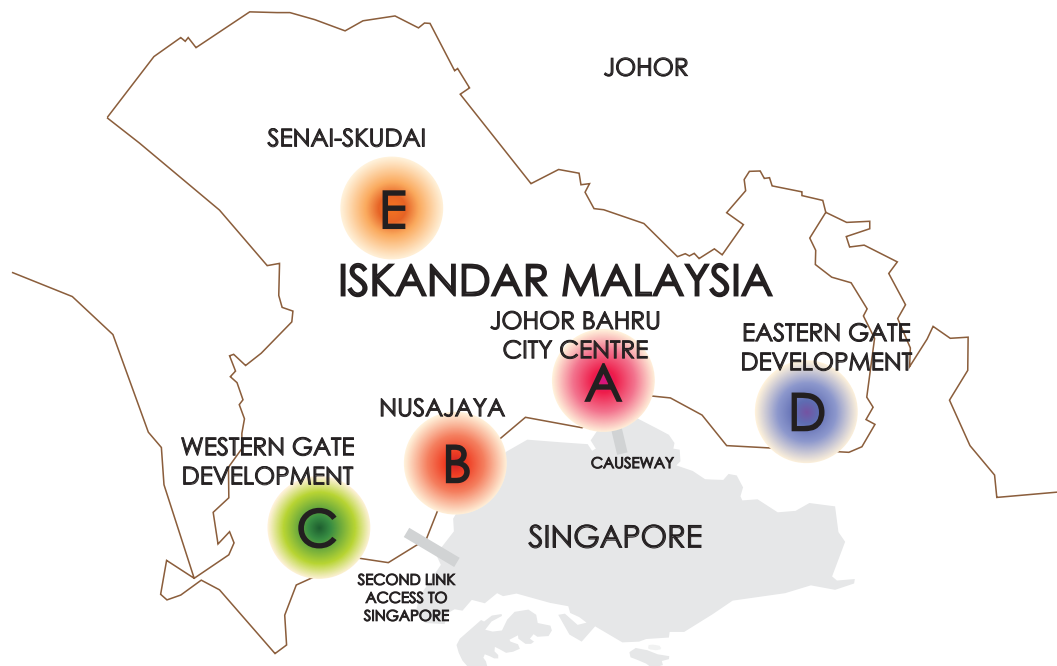 JOHOR
SENAI-SKUDAI
E
ISKANDAR MALAYSIA
JOHOR BAHRU
CITY CENTRE
A
EASTERN GATE
DEVELOPMENT
D
NUSAJAYA
B
WESTERN GATE
DEVELOPMENT
C
CAUSEWAY
SINGAPORE
SECOND LINK
ACCESS TO
SINGAPORE